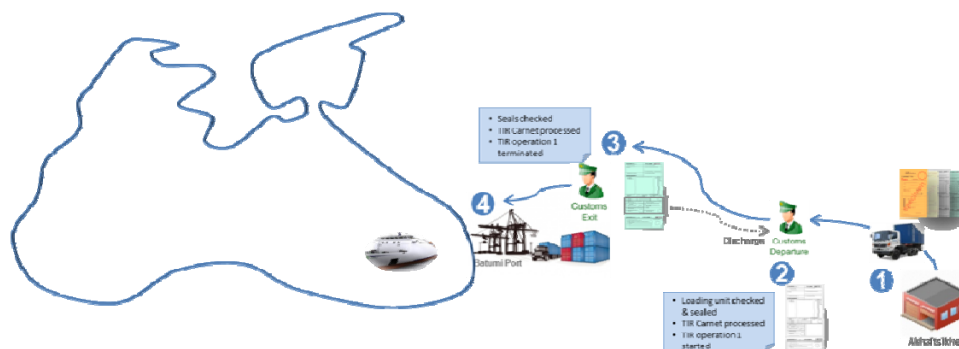 • Seals checked
• TIR Carnet processed
• TIR operation 1
terminated
3
4
Customs
Exit
Batumi Port
Discharge
Customs
Departure
2
1
• Loading unit checked
& sealed
• TIR Carnet processed
• TIR operation 1
started
Akhaltsikhe